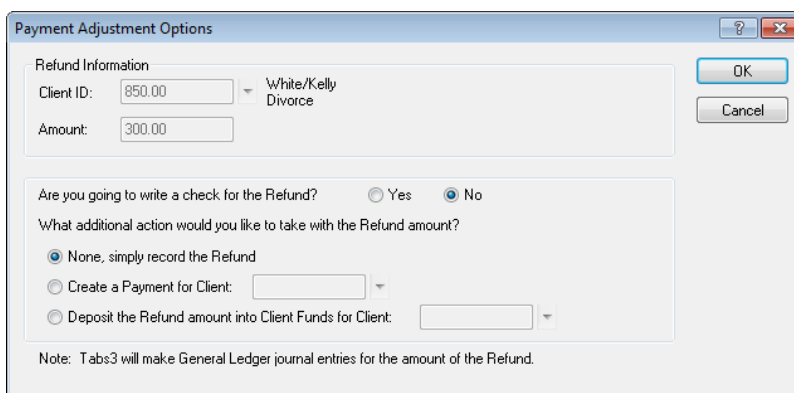 Payment Adjustment Options
Refund Information
Client ID: 850.00 White/Kelly
Divorce
Amount: 300.00
OK
Cancel
Are you going to write a check for the Refund? Yes No
What additional action would you like to take with the Refund amount?
None, simply record the Refund
Create a Payment for Client:
Deposit the Refund amount into Client Funds for Client:
Note: Tabs3 will make General Ledger journal entries for the amount of the Refund.